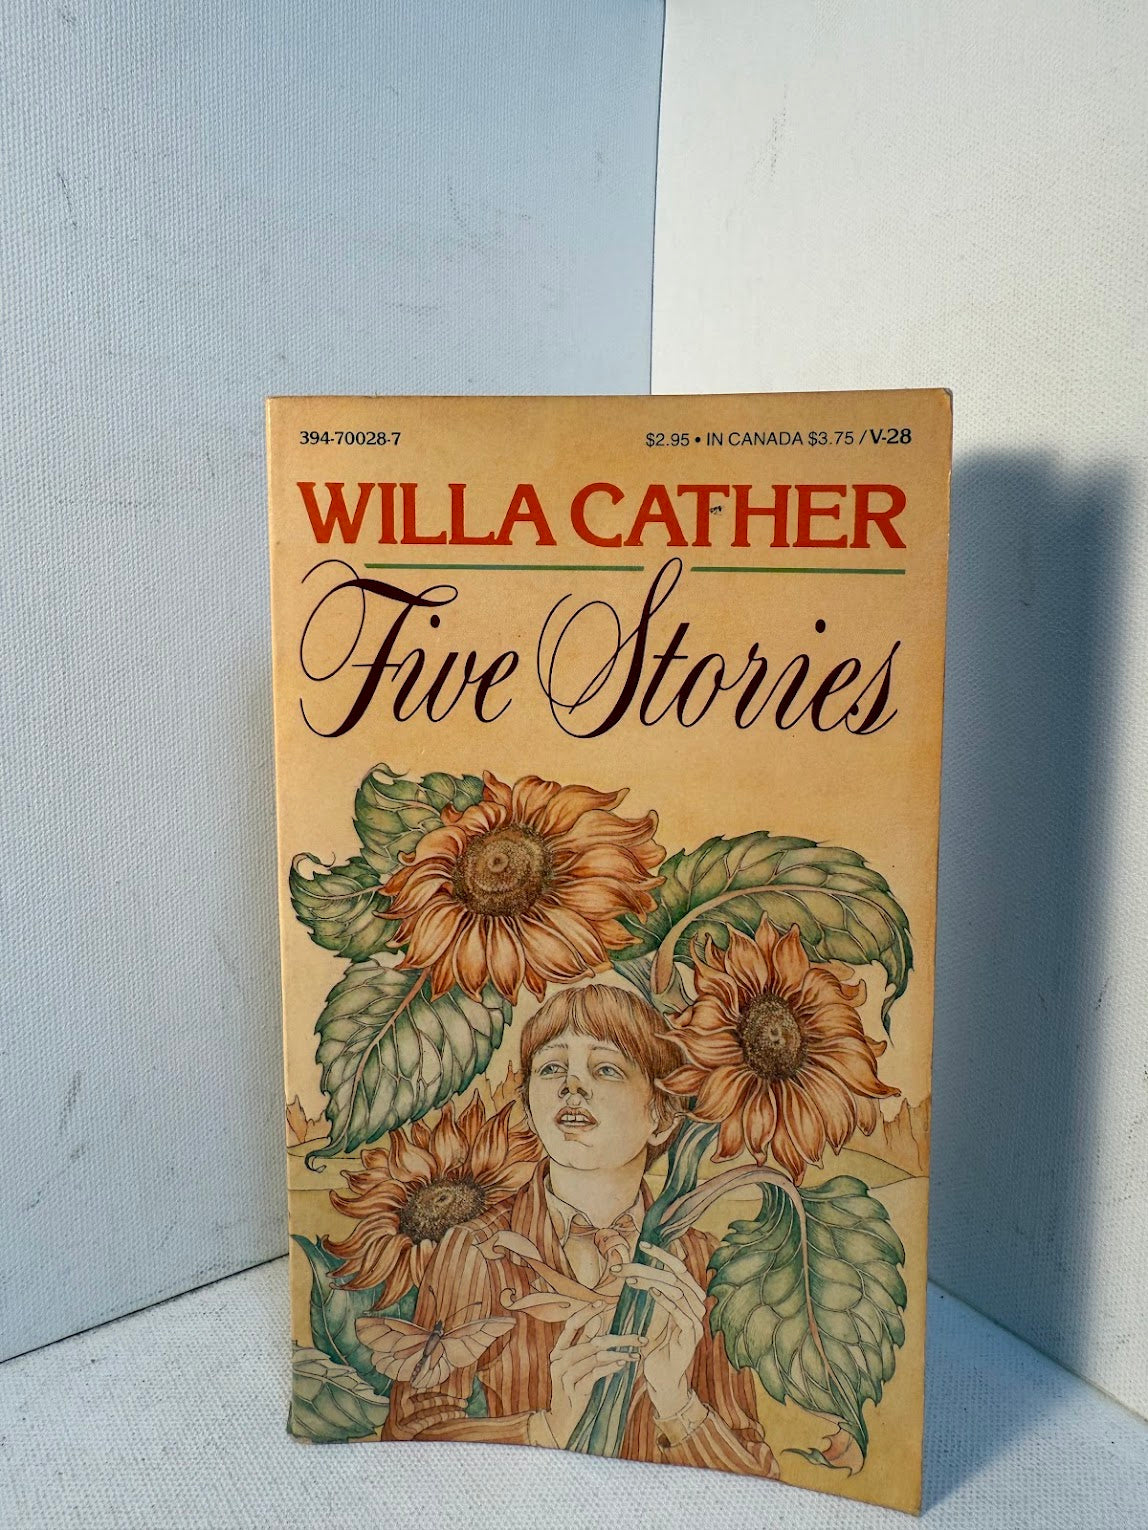 394-70028-7
$2.95 • IN CANADA $3.75 / V-28
WILLA CATHER
Five Stories